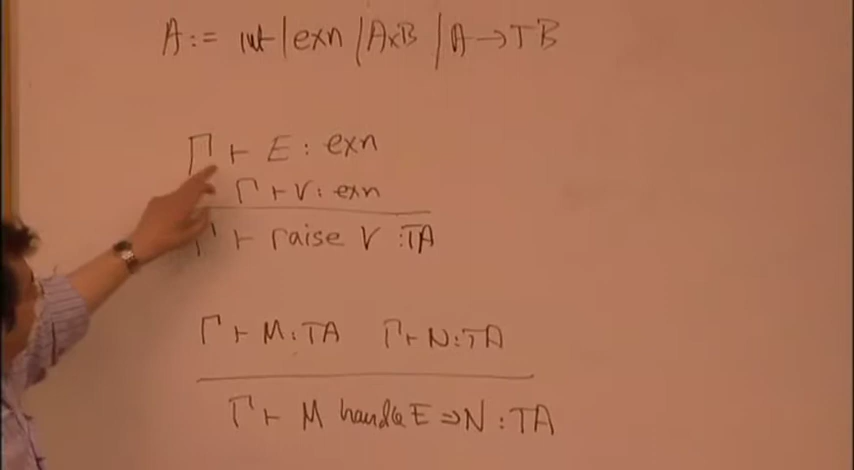 A := int | exn | A×B | A → TB
Γ ⊢ E : exn
Γ ⊢ V : exn
Γ ⊢ raise V : TA
Γ ⊢ M : TA Γ ⊢ N : TA
Γ ⊢ M handle E ⇒ N : TA